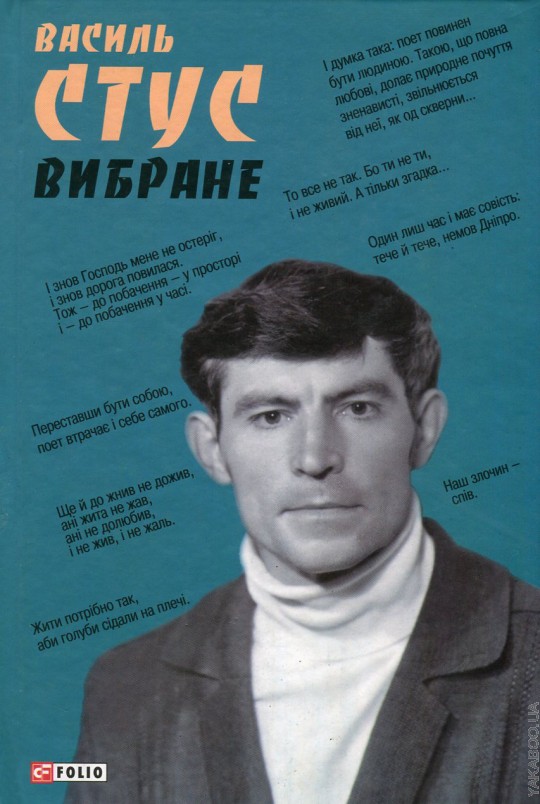 ВАСИЛЬ
СТУС
ВИБРАНЕ
І думка така: поет повинен
бути людиною. Такою, що повна
любові, долає природне почуття
зненависті, звільнюється
від неї, як од скверни...
То все не так. Бо ти не ти,
і не живий. А тільки згадка...
Один лиш час і має совість:
тече й тече, немов Дніпро.
І знов Господь мене не остеріг,
і знов дорога повилася.
Тож – до побачення – у просторі
і – до побачення у часі.
Переставши бути собою,
поет втрачає і себе самого.
Ще й до жнив не дожив,
ані жита не жав,
ані не долюбив,
і не жив, і не жаль.
Наш злочин –
спів.
Жити потрібно так,
аби голуби сідали на плечі.
CF FOLIO
YAKABOO.UA